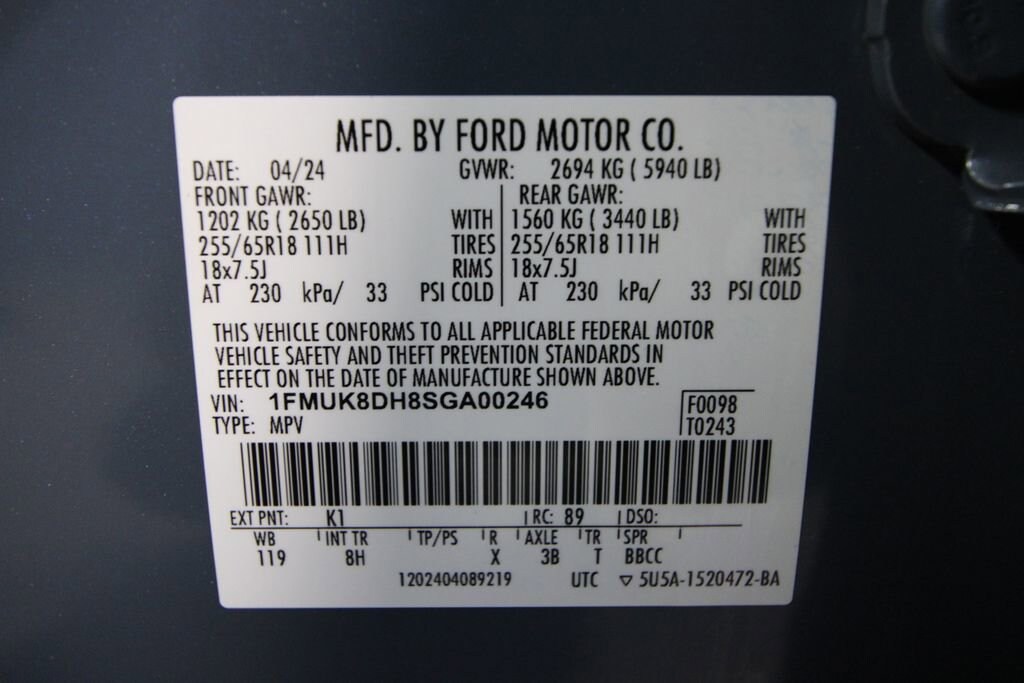 MFD. BY FORD MOTOR CO.
DATE: 04/24 GVWR: 2694 KG ( 5940 LB)
FRONT GAWR: REAR GAWR:
1202 KG ( 2650 LB) WITH 1560 KG ( 3440 LB) WITH
255/65R18 111H TIRES 255/65R18 111H TIRES
18x7.5J RIMS 18x7.5J RIMS
AT 230 kPa/ 33 PSI COLD AT 230 kPa/ 33 PSI COLD
THIS VEHICLE CONFORMS TO ALL APPLICABLE FEDERAL MOTOR
VEHICLE SAFETY AND THEFT PREVENTION STANDARDS IN
EFFECT ON THE DATE OF MANUFACTURE SHOWN ABOVE.
VIN: 1FMUK8DH8SGA00246 F0098
TYPE: MPV T0243
EXT PNT: K1 RC: 89 DSO:
WB INT TR TP/PS R AXLE TR SPR
119 8H X 3B T BBCC
1202404089219 UTC ▽ 5U5A-1520472-BA